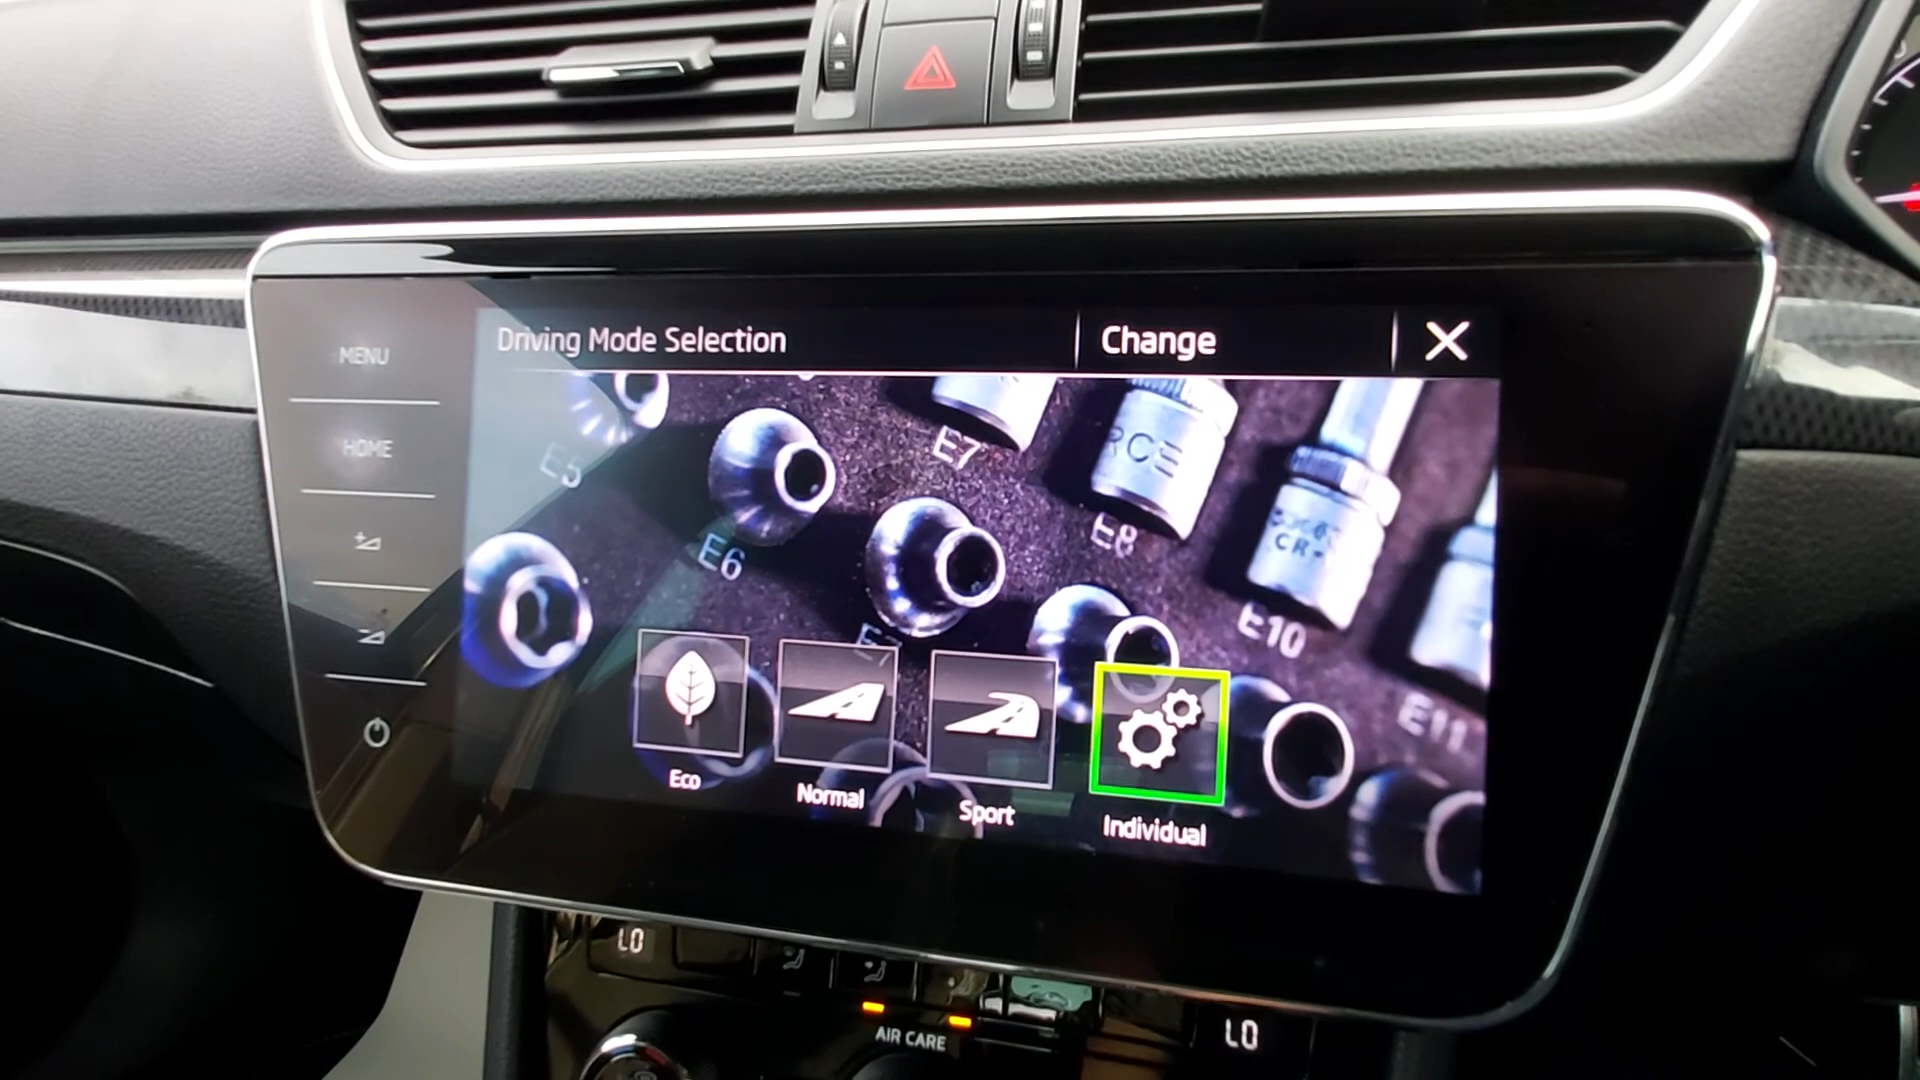 MENU
HOME
Driving Mode Selection
Change
E5
E6
E7
RCE
E8
CR-
E10
E7
E11
Eco
Normal
Sport
Individual
LO
AIR CARE
LO